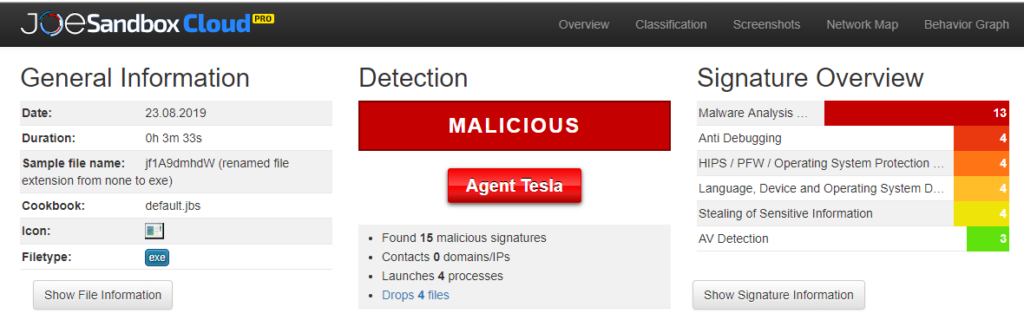 JOeSandbox Cloud PRO
Overview Classification Screenshots Network Map Behavior Graph
General Information
Date: 23.08.2019
Duration: 0h 3m 33s
Sample file name: jf1A9dmhdW (renamed file
extension from none to exe)
Cookbook: default.jbs
Icon:
Filetype: exe
Show File Information
Detection
MALICIOUS
Agent Tesla
• Found 15 malicious signatures
• Contacts 0 domains/IPs
• Launches 4 processes
• Drops 4 files
Signature Overview
Malware Analysis ... 13
Anti Debugging 4
HIPS / PFW / Operating System Protection ... 4
Language, Device and Operating System D... 4
Stealing of Sensitive Information 4
AV Detection 3
Show Signature Information